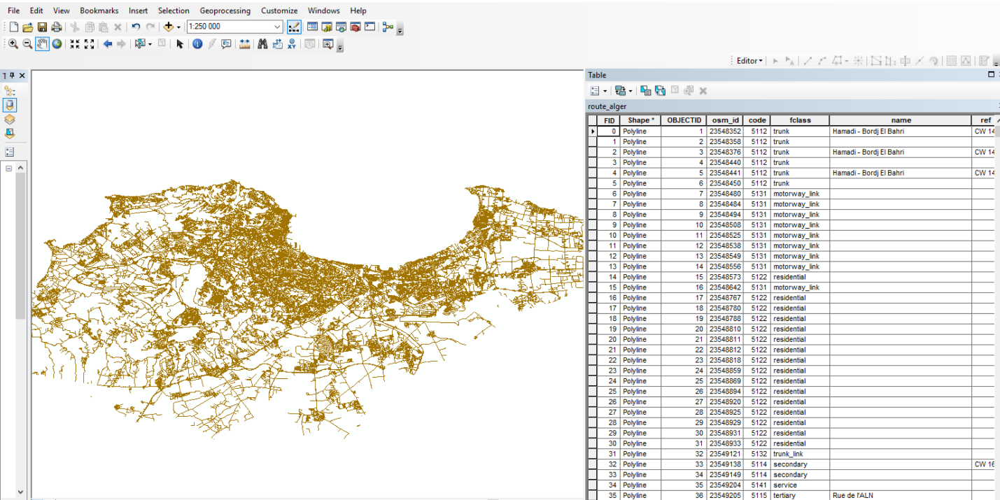 File Edit View Bookmarks Insert Selection Geoprocessing Customize Windows Help
1:250 000
Editor
Table
route_alger
FID Shape * OBJECTID osm_id code fclass name ref
0 Polyline 1 23548352 5112 trunk Hamadi - Bordj El Bahri CW 14
1 Polyline 2 23548358 5112 trunk
2 Polyline 3 23548376 5112 trunk Hamadi - Bordj El Bahri CW 14
3 Polyline 4 23548440 5112 trunk
4 Polyline 5 23548441 5112 trunk Hamadi - Bordj El Bahri CW 14
5 Polyline 6 23548450 5112 trunk
6 Polyline 7 23548480 5131 motorway_link
7 Polyline 8 23548484 5131 motorway_link
8 Polyline 9 23548494 5131 motorway_link
9 Polyline 10 23548508 5131 motorway_link
10 Polyline 11 23548525 5131 motorway_link
11 Polyline 12 23548538 5131 motorway_link
12 Polyline 13 23548549 5131 motorway_link
13 Polyline 14 23548556 5131 motorway_link
14 Polyline 15 23548573 5122 residential
15 Polyline 16 23548642 5131 motorway_link
16 Polyline 17 23548767 5122 residential
17 Polyline 18 23548780 5122 residential
18 Polyline 19 23548788 5122 residential
19 Polyline 20 23548810 5122 residential
20 Polyline 21 23548811 5122 residential
21 Polyline 22 23548812 5122 residential
22 Polyline 23 23548818 5122 residential
23 Polyline 24 23548859 5122 residential
24 Polyline 25 23548869 5122 residential
25 Polyline 26 23548894 5122 residential
26 Polyline 27 23548920 5122 residential
27 Polyline 28 23548925 5122 residential
28 Polyline 29 23548929 5122 residential
29 Polyline 30 23548931 5122 residential
30 Polyline 31 23548933 5122 residential
31 Polyline 32 23549121 5132 trunk_link
32 Polyline 33 23549138 5114 secondary CW 16
33 Polyline 34 23549149 5114 secondary
34 Polyline 35 23549204 5141 service
35 Polyline 36 23549205 5115 tertiary Rue de l'ALN